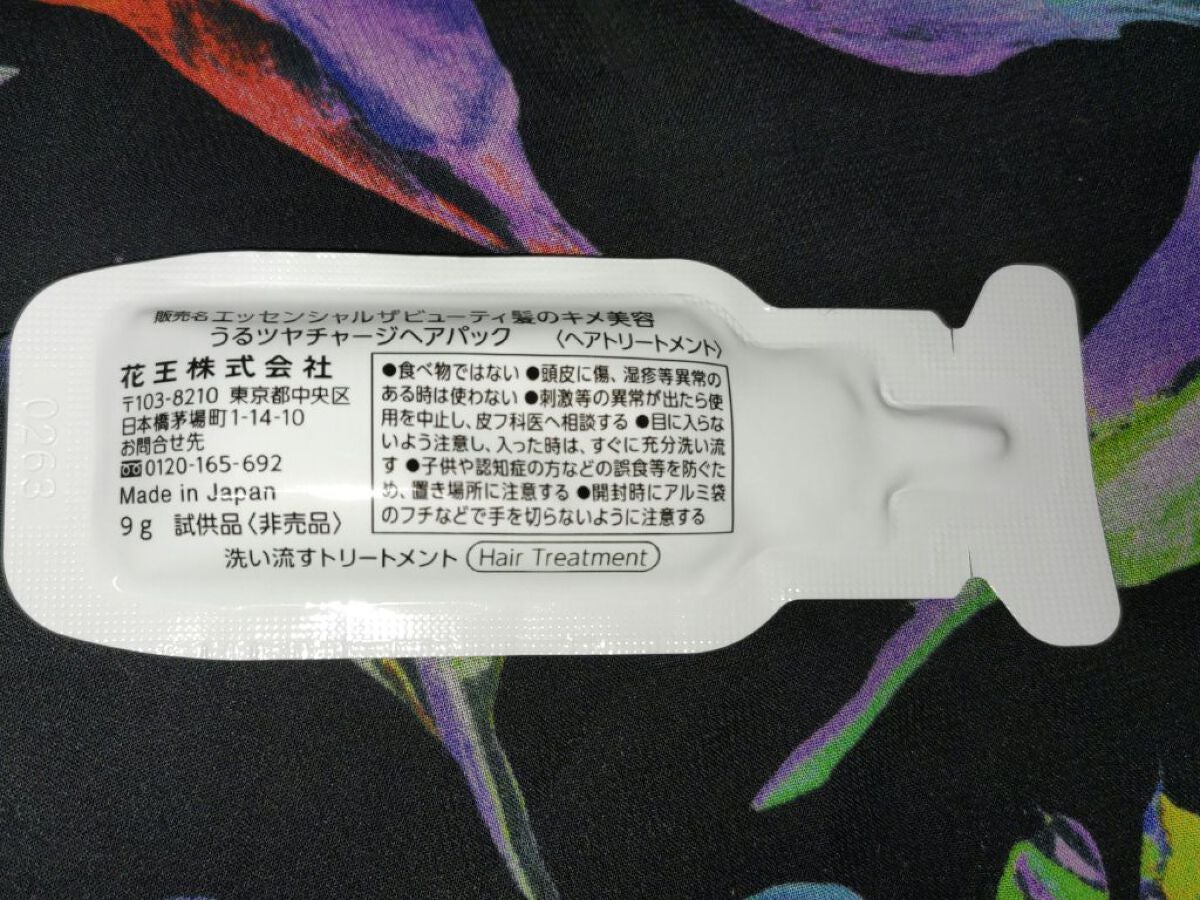 販売名エッセンシャルザビューティ髪のキメ美容
うるツヤチャージヘアパック 〈ヘアトリートメント〉
花王株式会社
〒103-8210 東京都中央区
日本橋茅場町1-14-10
お問合せ先
0120-165-692
Made in Japan
9g 試供品〈非売品〉
●食べ物ではない ●頭皮に傷、湿疹等異常の
ある時は使わない ●刺激等の異常が出たら使
用を中止し、皮フ科医へ相談する ●目に入らな
いよう注意し、入った時は、すぐに充分洗い流
す ●子供や認知症の方などの誤食等を防ぐた
め、置き場所に注意する ●開封時にアルミ袋
のフチなどで手を切らないように注意する
洗い流すトリートメント Hair Treatment
0263